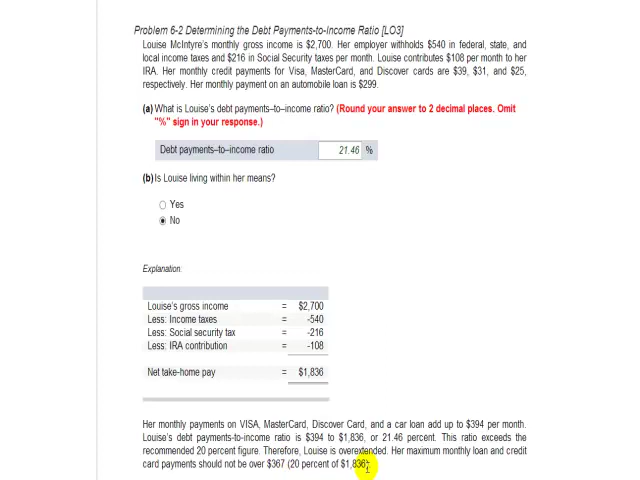 Problem 6-2 Determining the Debt Payments-to-Income Ratio [LO3]
Louise McIntyre's monthly gross income is $2,700. Her employer withholds $540 in federal, state, and
local income taxes and $216 in Social Security taxes per month. Louise contributes $108 per month to her
IRA. Her monthly credit payments for Visa, MasterCard, and Discover cards are $39, $31, and $25,
respectively. Her monthly payment on an automobile loan is $299.
(a) What is Louise's debt payments–to–income ratio? (Round your answer to 2 decimal places. Omit
"%" sign in your response.)
Debt payments–to–income ratio 21.46 %
(b) Is Louise living within her means?
Yes
No
Explanation:
Louise's gross income = $2,700
Less: Income taxes = -540
Less: Social security tax = -216
Less: IRA contribution = -108
Net take-home pay = $1,836
Her monthly payments on VISA, MasterCard, Discover Card, and a car loan add up to $394 per month.
Louise's debt payments-to-income ratio is $394 to $1,836, or 21.46 percent. This ratio exceeds the
recommended 20 percent figure. Therefore, Louise is overextended. Her maximum monthly loan and credit
card payments should not be over $367 (20 percent of $1,836).